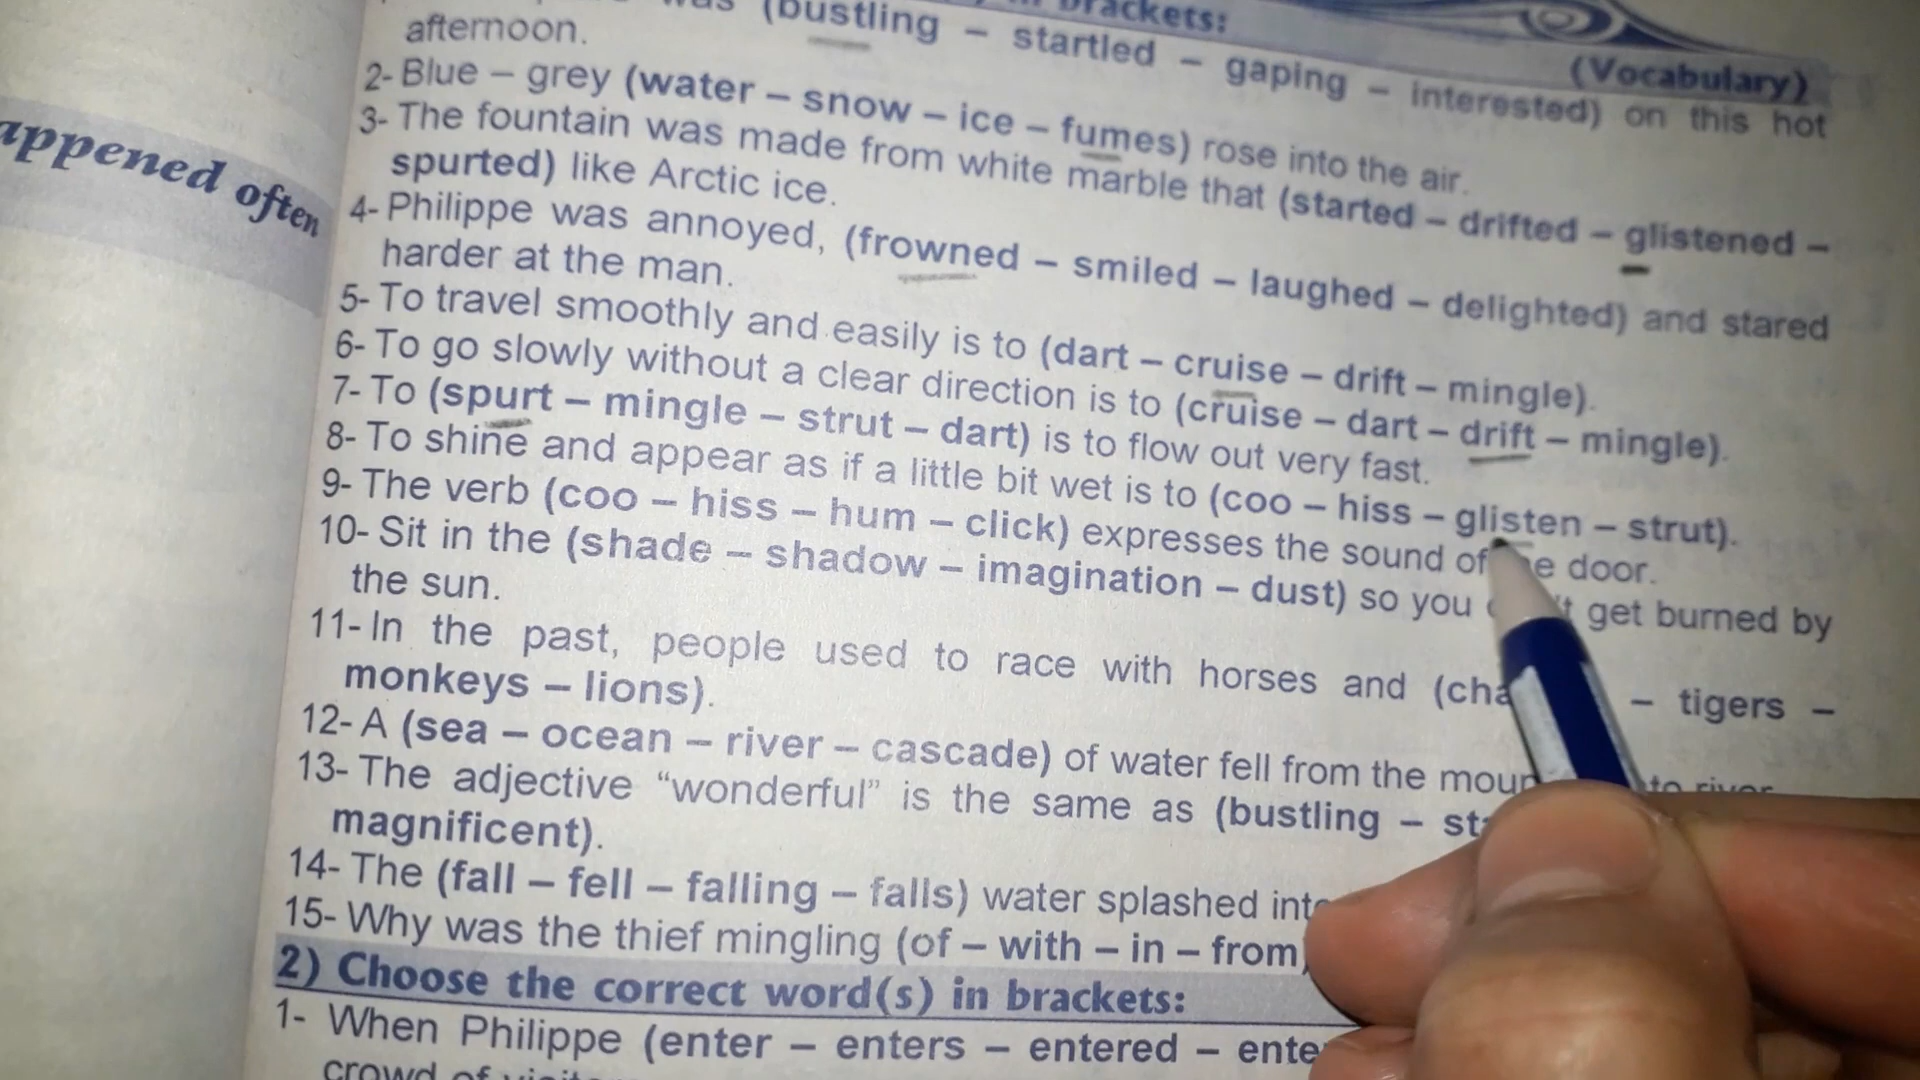 brackets:
(Vocabulary)
(bustling – startled – gaping – interested) on this hot
afternoon.
2- Blue – grey (water – snow – ice – fumes) rose into the air.
3- The fountain was made from white marble that (started – drifted – glistened –
spurted) like Arctic ice.
4- Philippe was annoyed, (frowned – smiled – laughed – delighted) and stared
harder at the man.
5- To travel smoothly and easily is to (dart – cruise – drift – mingle).
6- To go slowly without a clear direction is to (cruise – dart – drift – mingle).
7- To (spurt – mingle – strut – dart) is to flow out very fast.
8- To shine and appear as if a little bit wet is to (coo – hiss – glisten – strut).
9- The verb (coo – hiss – hum – click) expresses the sound of door.
10- Sit in the (shade – shadow – imagination – dust) so you get burned by
the sun.
11- In the past, people used to race with horses and ( – tigers –
monkeys – lions).
12- A (sea – ocean – river – cascade) of water fell from the to river
13- The adjective "wonderful" is the same as (bustling –
magnificent).
14- The (fall – fell – falling – falls) water splashed
15- Why was the thief mingling (of – with – in – from
2) Choose the correct word(s) in brackets:
1- When Philippe (enter – enters – entered –
crowd of
appened often